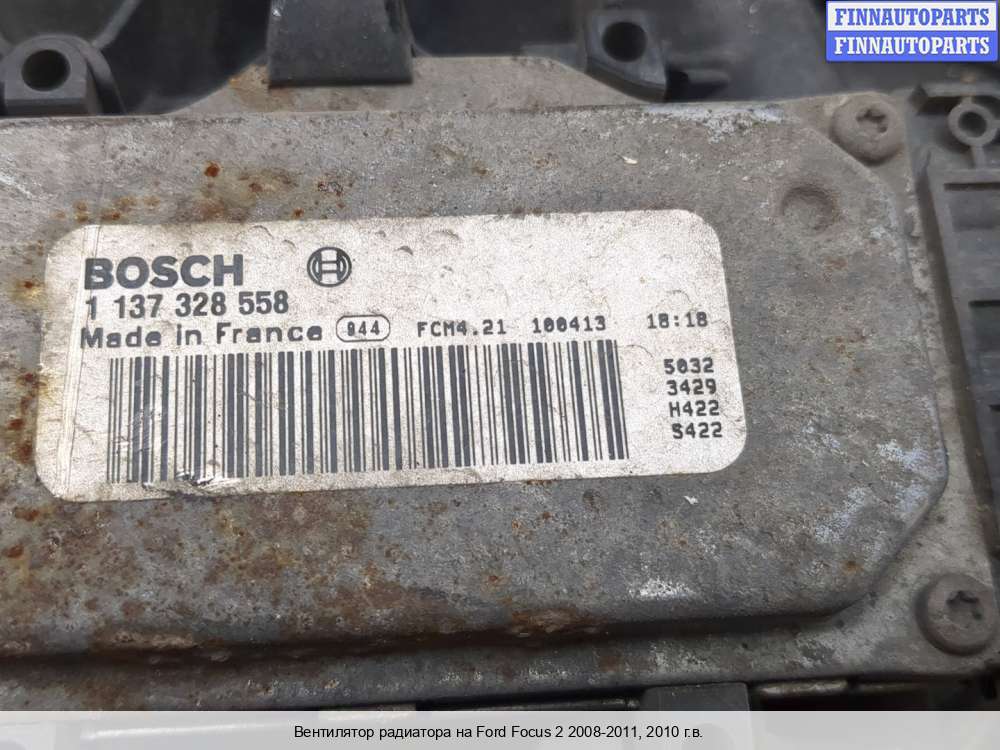 FINNAUTOPARTS
FINNAUTOPARTS
BOSCH
1 137 328 558
Made in France 944 FCM4.21 100413 18:18
5032
3429
H422
S422
Вентилятор радиатора на Ford Focus 2 2008-2011, 2010 г.в.